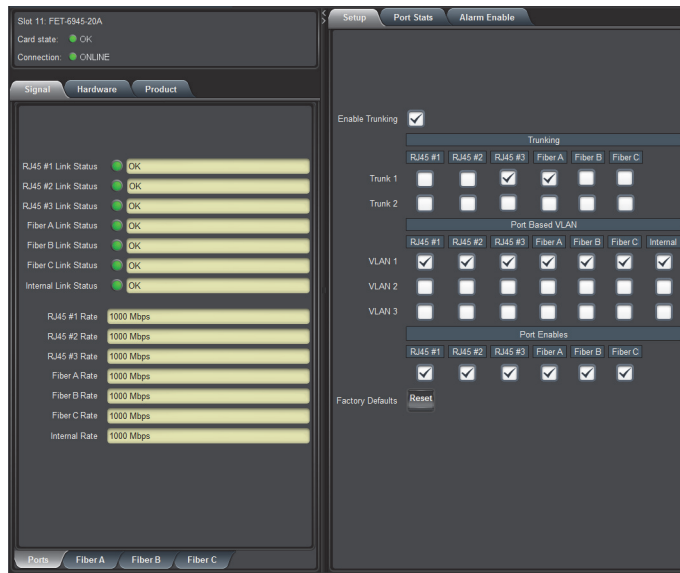 Slot 11: FET-6945-20A
Card state: OK
Connection: ONLINE
Signal Hardware Product
RJ45 #1 Link Status OK
RJ45 #2 Link Status OK
RJ45 #3 Link Status OK
Fiber A Link Status OK
Fiber B Link Status OK
Fiber C Link Status OK
Internal Link Status OK
RJ45 #1 Rate 1000 Mbps
RJ45 #2 Rate 1000 Mbps
RJ45 #3 Rate 1000 Mbps
Fiber A Rate 1000 Mbps
Fiber B Rate 1000 Mbps
Fiber C Rate 1000 Mbps
Internal Rate 1000 Mbps
Ports Fiber A Fiber B Fiber C
Setup Port Stats Alarm Enable
Enable Trunking
Trunking
RJ45 #1 RJ45 #2 RJ45 #3 Fiber A Fiber B Fiber C
Trunk 1
Trunk 2
Port Based VLAN
RJ45 #1 RJ45 #2 RJ45 #3 Fiber A Fiber B Fiber C Internal
VLAN 1
VLAN 2
VLAN 3
Port Enables
RJ45 #1 RJ45 #2 RJ45 #3 Fiber A Fiber B Fiber C
Factory Defaults Reset